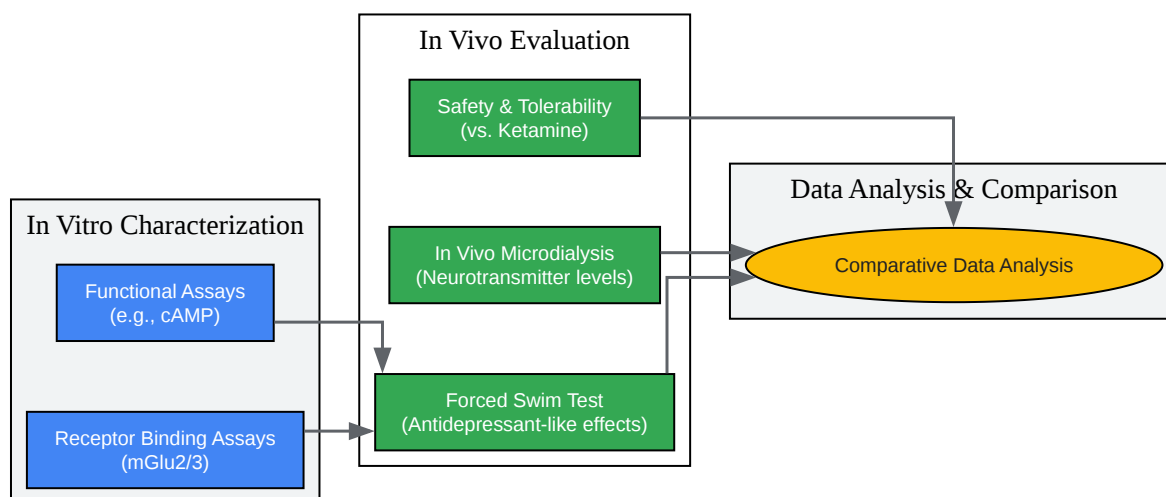 In Vitro Characterization
Functional Assays
(e.g., cAMP)
Receptor Binding Assays
(mGlu2/3)
In Vivo Evaluation
Safety & Tolerability
(vs. Ketamine)
In Vivo Microdialysis
(Neurotransmitter levels)
Forced Swim Test
(Antidepressant-like effects)
Data Analysis & Comparison
Comparative Data Analysis